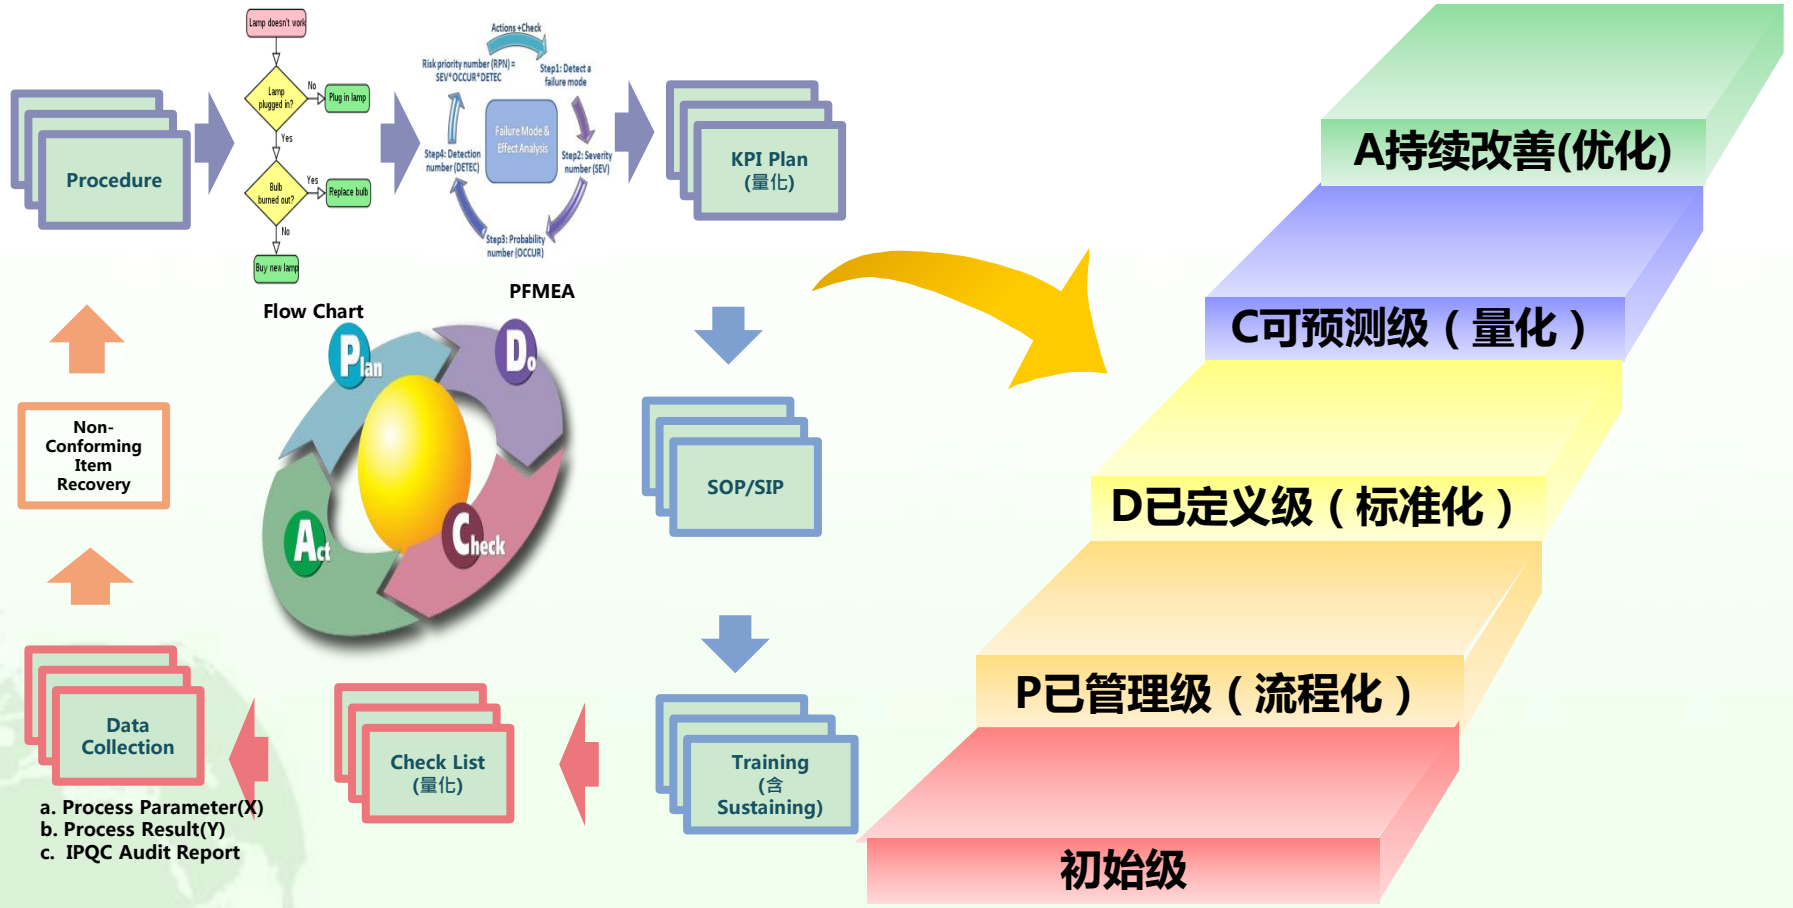 Lamp doesn't work
Lamp
plugged in?
No
Plug in lamp
Yes
Bulb
burned out?
Yes
Replace bulb
No
Buy new lamp
Flow Chart
Procedure
Actions +Check
Risk priority number (RPN) =
SEV*OCCUR*DETEC
Step1: Detect a
failure mode
Failure Mode &
Effect Analysis
Step4: Detection
number (DETEC)
Step2: Severity
number (SEV)
Step3: Probability
number (OCCUR)
PFMEA
KPI Plan
(量化)
Plan
Do
Check
Act
Non-
Conforming
Item
Recovery
SOP/SIP
Data
Collection
Check List
(量化)
Training
(含
Sustaining)
a. Process Parameter(X)
b. Process Result(Y)
c. IPQC Audit Report
A持续改善(优化)
C可预测级（量化）
D已定义级（标准化）
P已管理级（流程化）
初始级